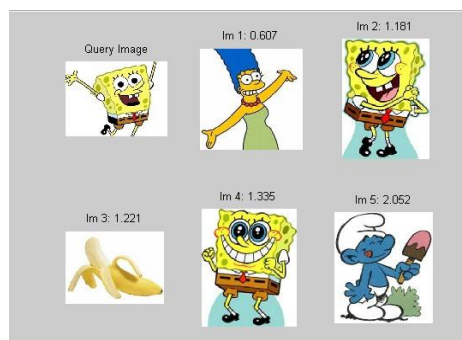 Query Image
Im 1: 0.607
Im 2: 1.181
Im 3: 1.221
Im 4: 1.335
Im 5: 2.052